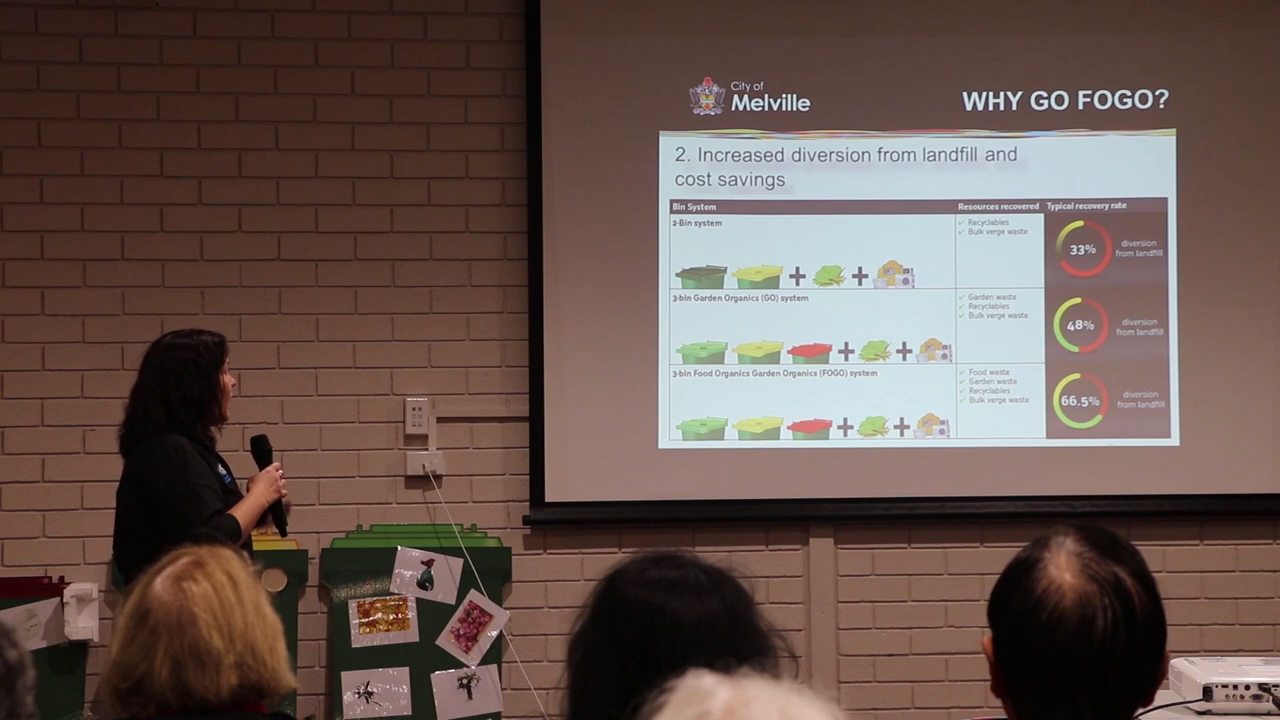 City of
Melville
WHY GO FOGO?
2. Increased diversion from landfill and
cost savings
Bin System
Resources recovered
Typical recovery rate
2-Bin system
✓ Recyclables
✓ Bulk verge waste
33%
diversion
from landfill
3-bin Garden Organics (GO) system
✓ Garden waste
✓ Recyclables
✓ Bulk verge waste
48%
diversion
from landfill
3-bin Food Organics Garden Organics (FOGO) system
✓ Food waste
✓ Garden waste
✓ Recyclables
✓ Bulk verge waste
66.5%
diversion
from landfill